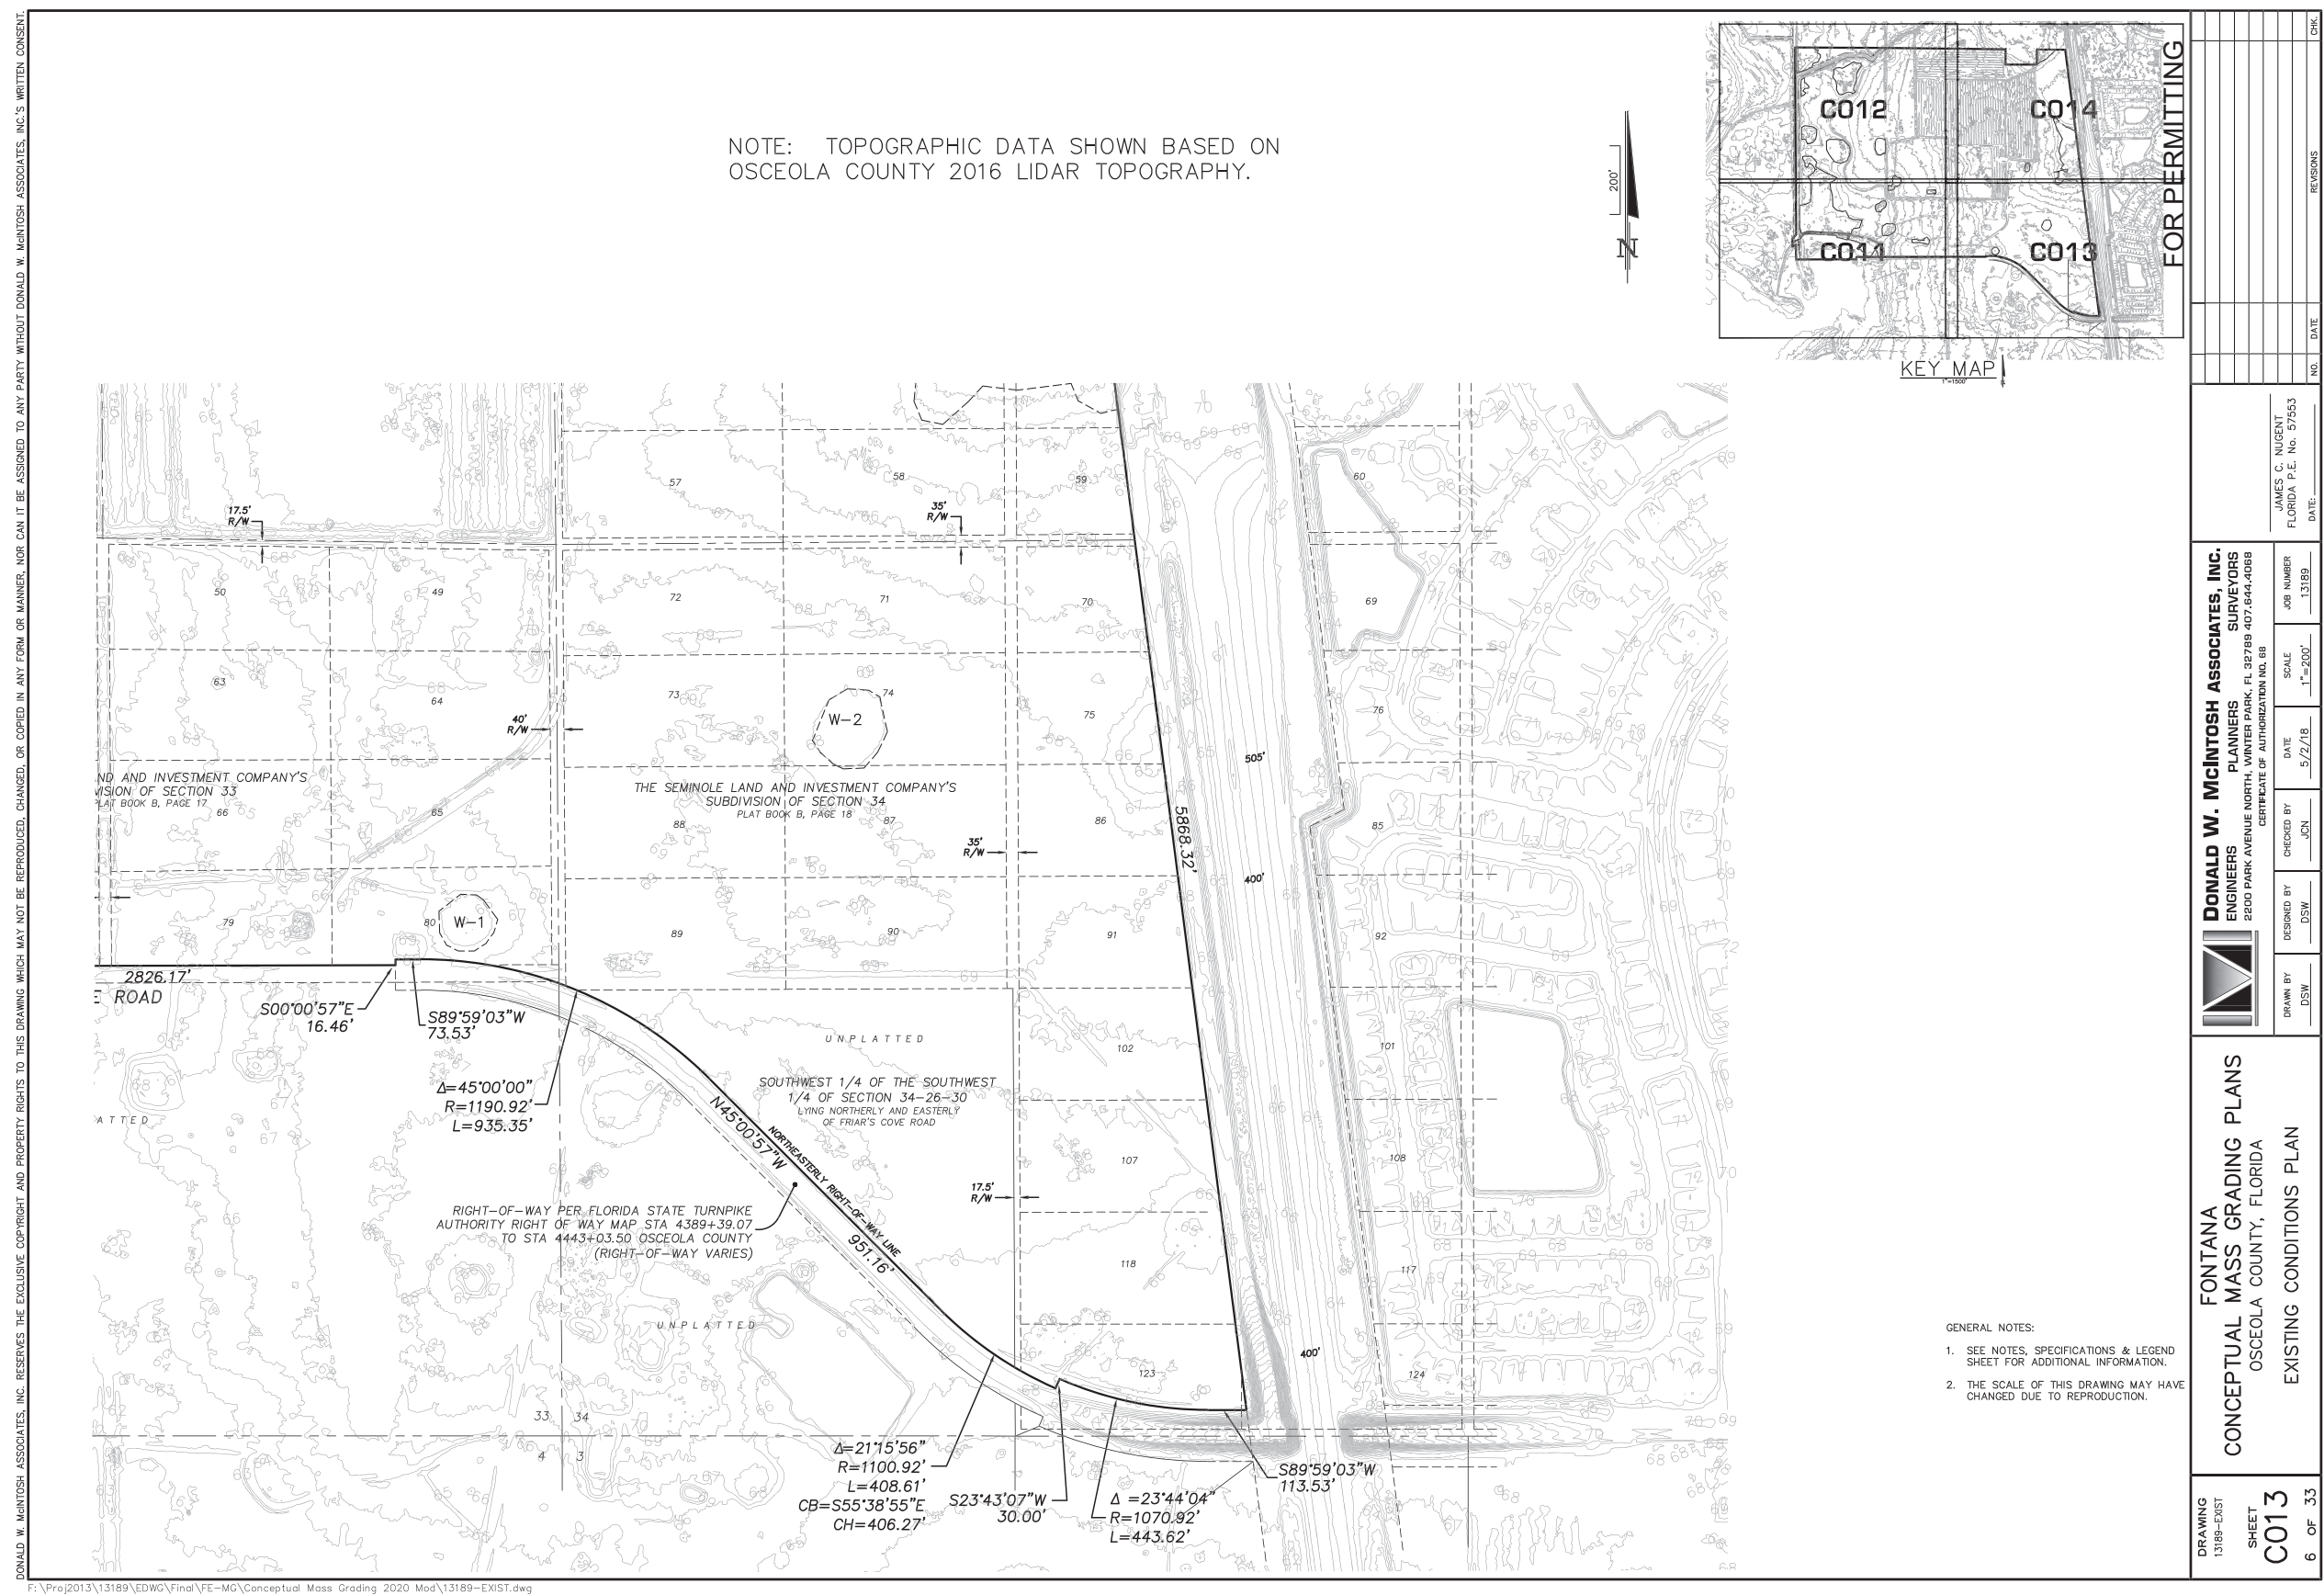 DONALD W. McINTOSH ASSOCIATES, INC. RESERVES THE EXCLUSIVE COPYRIGHT AND PROPERTY RIGHTS TO THIS DRAWING WHICH MAY NOT BE REPRODUCED, CHANGED, OR COPIED IN ANY FORM OR MANNER, NOR CAN IT BE ASSIGNED TO ANY PARTY WITHOUT DONALD W. McINTOSH ASSOCIATES, INC.'S WRITTEN CONSENT.
NOTE: TOPOGRAPHIC DATA SHOWN BASED ON
OSCEOLA COUNTY 2016 LIDAR TOPOGRAPHY.
200'
N
C012
C014
C011
C013
KEY MAP
1"=1500'
FOR PERMITTING
57
58
59
60
17.5'
R/W
35'
R/W
50
49
72
71
70
69
63
64
73
74
W-2
75
76
40'
R/W
505'
ND AND INVESTMENT COMPANY'S
VISION OF SECTION 33
PLAT BOOK B, PAGE 17
66
65
THE SEMINOLE LAND AND INVESTMENT COMPANY'S
SUBDIVISION OF SECTION 34
PLAT BOOK B, PAGE 18
88
87
86
85
5868.32'
35'
R/W
400'
79
80
W-1
89
90
91
92
2826.17'
E ROAD
S00°00'57"E
16.46'
S89°59'03"W
73.53'
UNPLATTED
102
101
Δ=45°00'00"
R=1190.92'
L=935.35'
SOUTHWEST 1/4 OF THE SOUTHWEST
1/4 OF SECTION 34-26-30
LYING NORTHERLY AND EASTERLY
OF FRIAR'S COVE ROAD
ATTED
N45°00'57"W
NORTHEASTERLY RIGHT-OF-WAY LINE
951.16'
107
108
17.5'
R/W
RIGHT-OF-WAY PER FLORIDA STATE TURNPIKE
AUTHORITY RIGHT OF WAY MAP STA 4389+39.07
TO STA 4443+03.50 OSCEOLA COUNTY
(RIGHT-OF-WAY VARIES)
118
117
UNPLATTED
400'
123
124
33
34
4
3
Δ=21°15'56"
R=1100.92'
L=408.61'
CB=S55°38'55"E
CH=406.27'
S23°43'07"W
30.00'
Δ =23°44'04"
R=1070.92'
L=443.62'
S89°59'03"W
113.53'
GENERAL NOTES:
1. SEE NOTES, SPECIFICATIONS & LEGEND
SHEET FOR ADDITIONAL INFORMATION.
2. THE SCALE OF THIS DRAWING MAY HAVE
CHANGED DUE TO REPRODUCTION.
NO.
DATE
REVISIONS
CHK.
JAMES C. NUGENT
FLORIDA P.E. No. 57553
DATE:
DONALD W. McINTOSH ASSOCIATES, INC.
ENGINEERS PLANNERS SURVEYORS
2200 PARK AVENUE NORTH, WINTER PARK, FL 32789 407.644.4068
CERTIFICATE OF AUTHORIZATION NO. 68
DRAWN BY
DSW
DESIGNED BY
DSW
CHECKED BY
JCN
DATE
5/2/18
SCALE
1"=200'
JOB NUMBER
13189
FONTANA
CONCEPTUAL MASS GRADING PLANS
OSCEOLA COUNTY, FLORIDA
EXISTING CONDITIONS PLAN
DRAWING
13189-EXIST
SHEET
C013
6 OF 33
F:\Proj2013\13189\EDWG\Final\FE-MG\Conceptual Mass Grading 2020 Mod\13189-EXIST.dwg